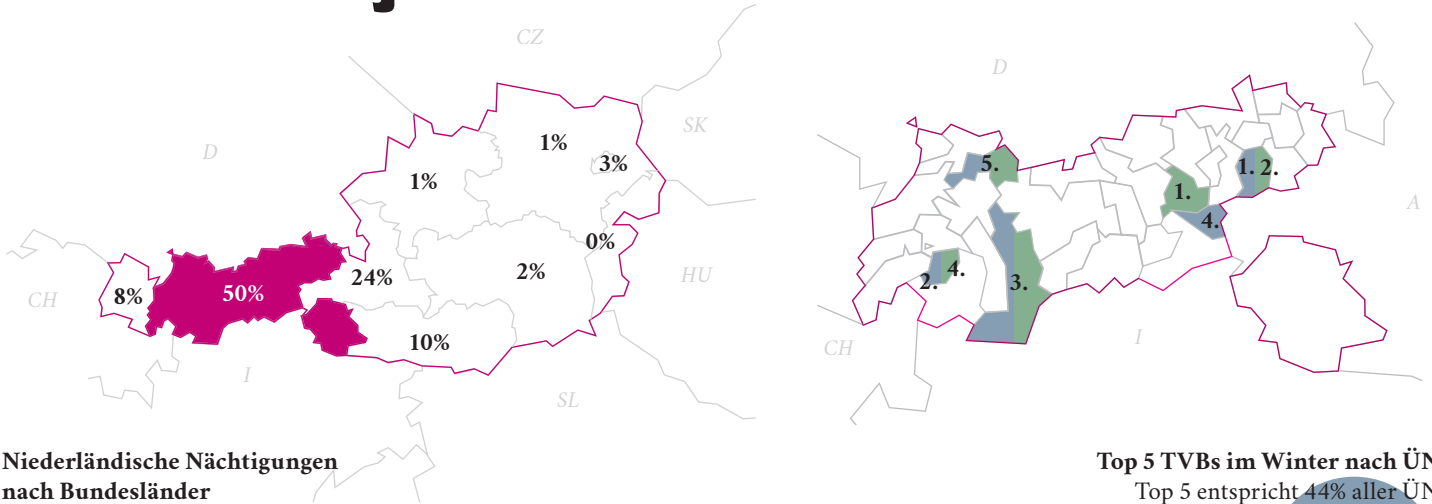 CZ
SK
D
1%
3%
1%
0%
2%
HU
24%
CH
8%
50%
10%
I
SL
Niederländische Nächtigungen
nach Bundesländer
D
5.
1. 2.
1.
4.
A
2. 4.
3.
I
CH
Top 5 TVBs im Winter nach ÜN
Top 5 entspricht 44% aller ÜN